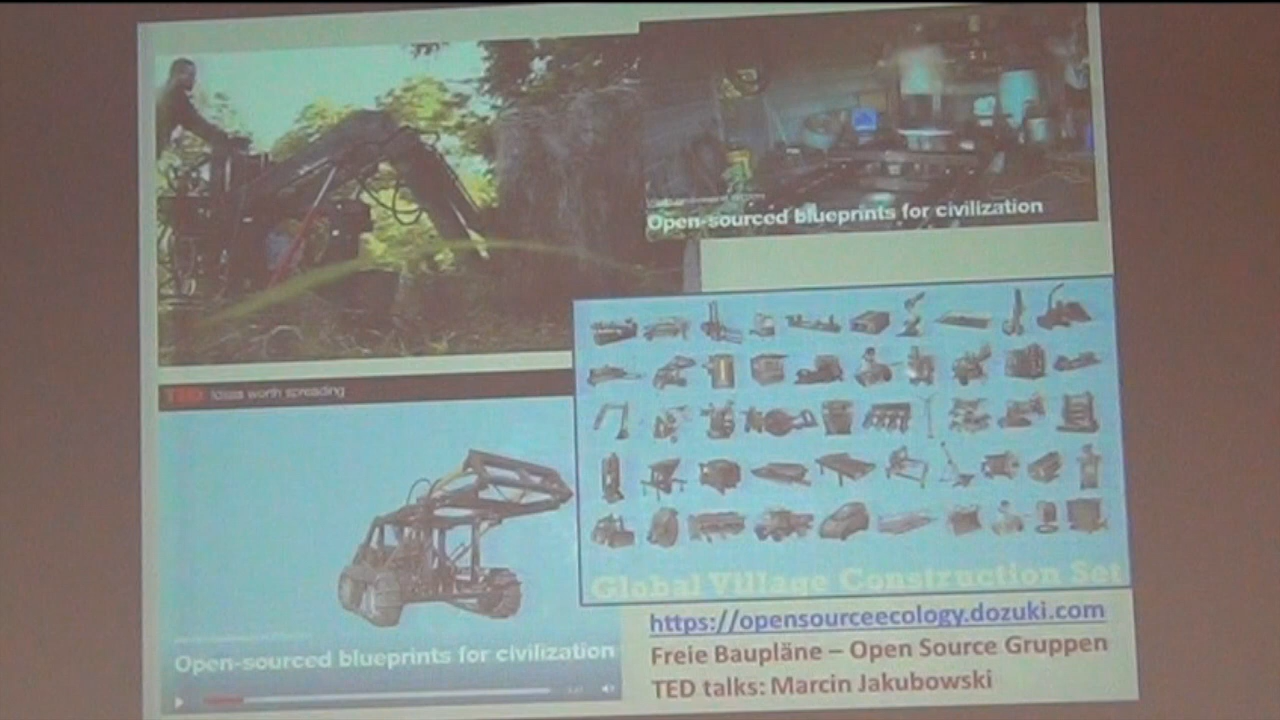 Open-sourced blueprints for civilization
TED Ideas worth spreading
Global Village Construction Set
Open-sourced blueprints for civilization
https://opensourceecology.dozuki.com
Freie Baupläne – Open Source Gruppen
TED talks: Marcin Jakubowski